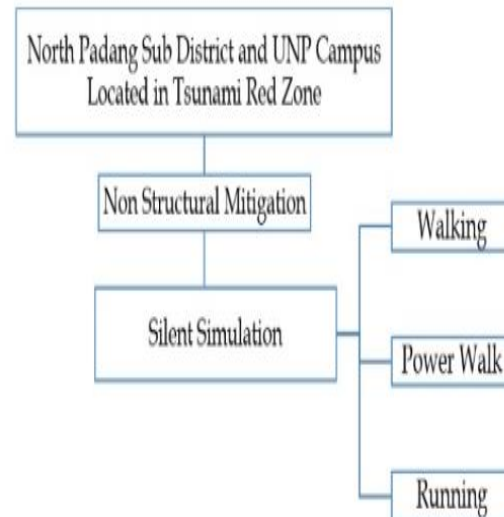 North Padang Sub District and UNP Campus
Located in Tsunami Red Zone
Non Structural Mitigation
Silent Simulation
Walking
Power Walk
Running